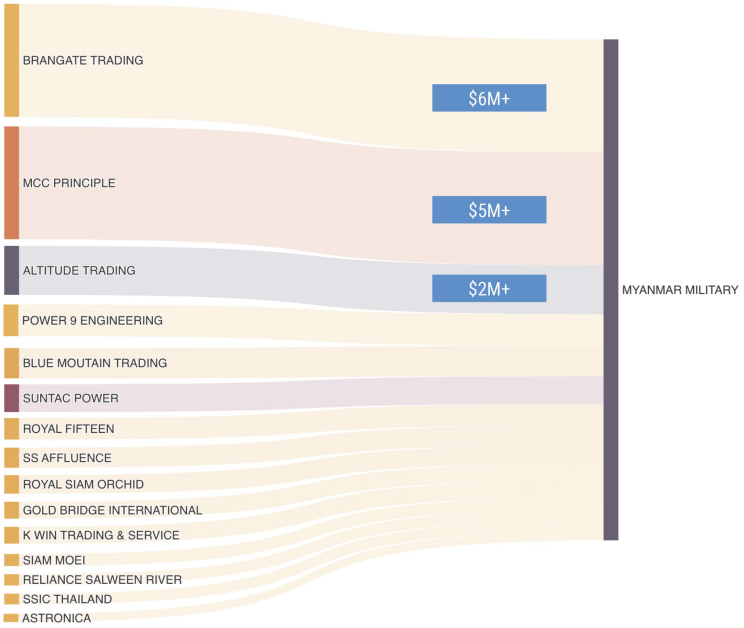 BRANGATE TRADING
$6M+
MCC PRINCIPLE
$5M+
ALTITUDE TRADING
$2M+
MYANMAR MILITARY
POWER 9 ENGINEERING
BLUE MOUTAIN TRADING
SUNTAC POWER
ROYAL FIFTEEN
SS AFFLUENCE
ROYAL SIAM ORCHID
GOLD BRIDGE INTERNATIONAL
K WIN TRADING & SERVICE
SIAM MOEI
RELIANCE SALWEEN RIVER
SSIC THAILAND
ASTRONICA